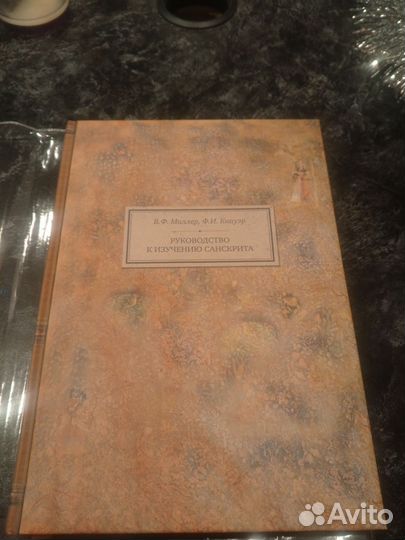 В.Ф. Миллер, Ф.И. Кнауэр
РУКОВОДСТВО
К ИЗУЧЕНИЮ САНСКРИТА
Avito